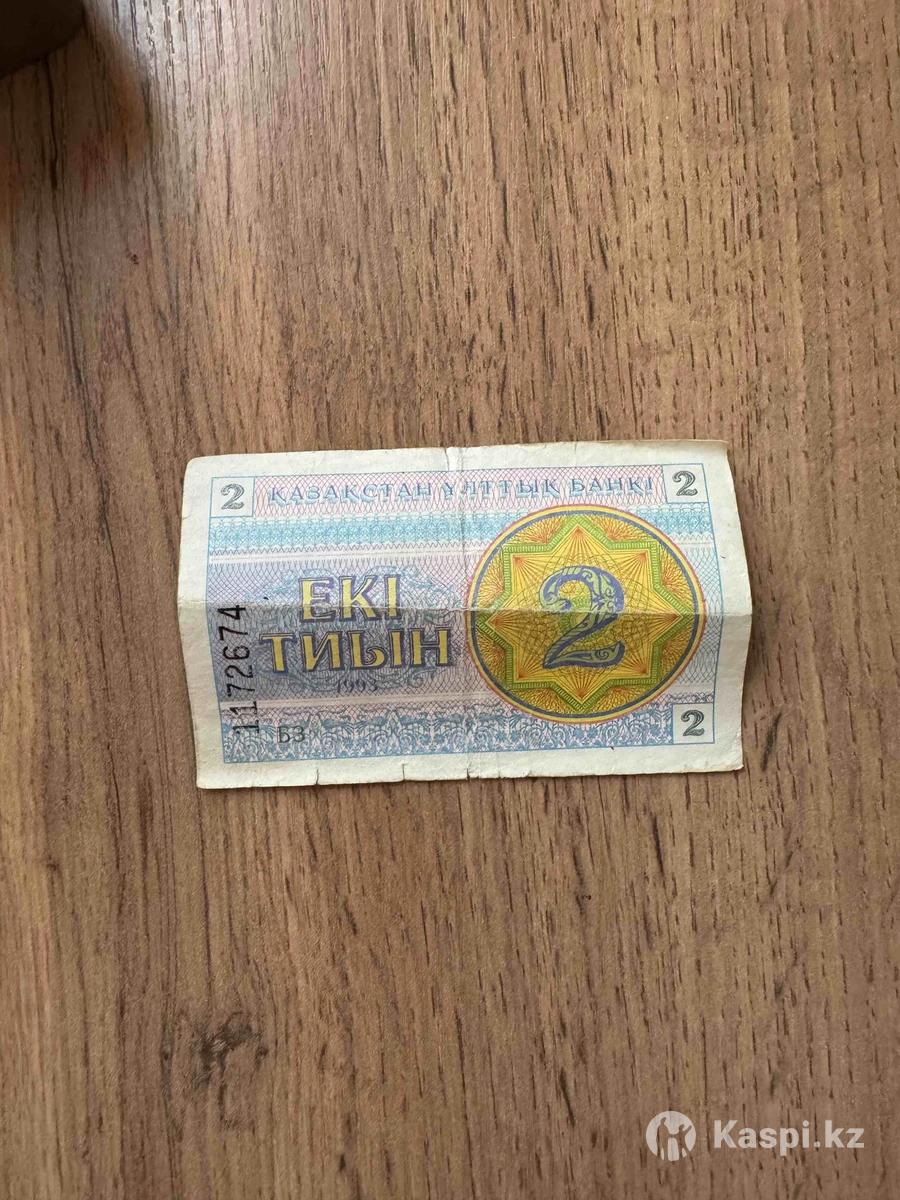 2 ҚАЗАҚСТАН ҰЛТТЫҚ БАНКІ 2
ЕКІ
ТИЫН
1993
2
1172674
БЗ
2
Kaspi.kz